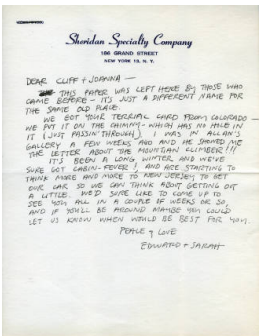 Sheridan Specialty Company
186 GRAND STREET
NEW YORK 13, N. Y.
DEAR CLIFF & JOANNA —
THIS PAPER WAS LEFT HERE BY THOSE WHO
CAME BEFORE — IT'S JUST A DIFFERENT NAME FOR
THE SAME OLD PLACE.
WE GOT YOUR TERRIAL CARD FROM COLORADO —
WE PUT IT ON THE CHIMNY — WHICH HAS NO HOLE IN
IT (JUST PASSIN' THROUGH). I WAS IN ALLAN'S
GALLERY A FEW WEEKS AGO AND HE SHOWED ME
THE LETTER ABOUT THE MOUNTAIN CLIMBER!!!
IT'S BEEN A LONG, WINTER AND WE'VE
SURE GOT CABIN-FEVER, AND ARE STARTING TO
THINK MORE AND MORE TO NEW JERSEY TO GET
OUR CAR SO WE CAN THINK ABOUT GETTING OUT
A LITTLE. WE'D SURE LIKE TO COME UP TO
SEE YOU ALL IN A COUPLE OF WEEKS OR SO,
AND IF YOU'LL BE AROUND MAYBE YOU COULD
LET US KNOW WHEN WOULD BE BEST FOR YOU.
PEACE & LOVE
EDWARD & SARAH